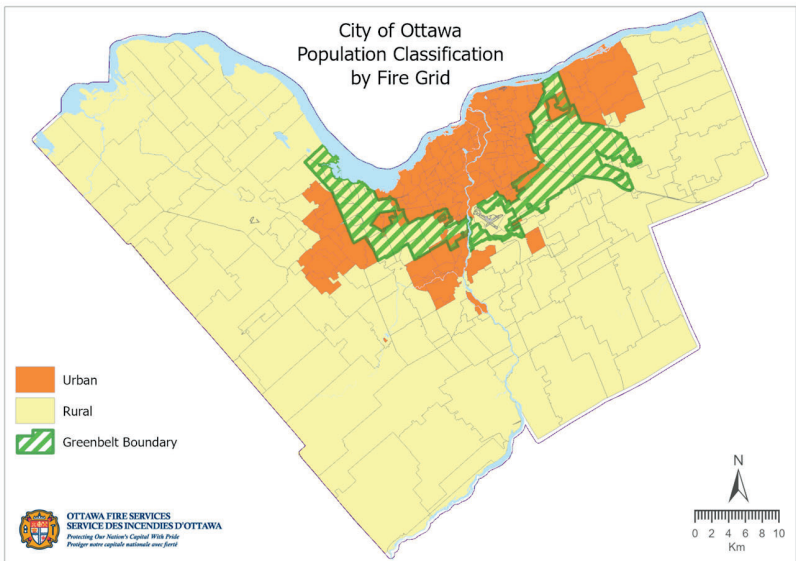 City of Ottawa
Population Classification
by Fire Grid
Urban
Rural
Greenbelt Boundary
OTTAWA FIRE SERVICES
SERVICE DES INCENDIES D'OTTAWA
Protecting Our Nation's Capital With Pride
Protéger notre capitale nationale avec fierté
N
0 2 4 6 8 10
Km